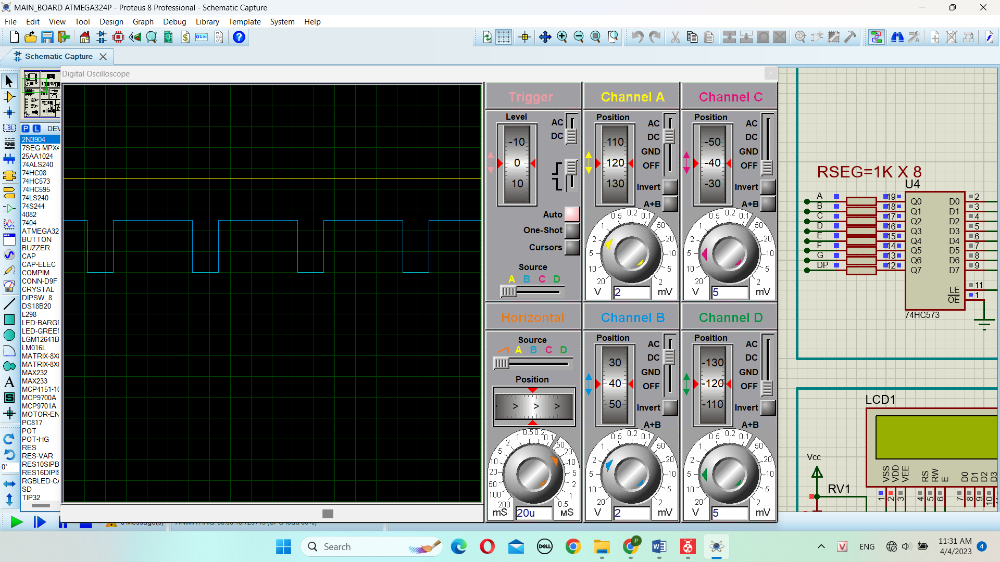 MAIN_BOARD ATMEGA324P - Proteus 8 Professional - Schematic Capture
File Edit View Tool Design Graph Debug Library Template System Help
Schematic Capture
Digital Oscilloscope
P L DEV
2N3904
7SEG-MPX4
25AA1024
74ALS240
74HC08
74HC573
74HC595
74LS240
74S244
4082
7404
ATMEGA32
BUTTON
BUZZER
CAP
CAP-ELEC
COMPIM
CONN-D9F
CRYSTAL
DIPSW_8
DS18B20
L298
LED-BARG
LED-GREE
LGM12641B
LM016L
MATRIX-8X
MATRIX-8X
MAX232
MAX233
MCP4151-1
MCP9700A
MCP9701A
MOTOR-EN
PC817
POT
POT-HG
RES
RES-VAR
RES10SIPB
RES16DIPI
RGBLED-C
SD
TIP32
LBL
A
S
0°
Trigger
Level
AC
DC
-10
0
10
Auto
One-Shot
Cursors
Source
A B C D
Channel A
Position
AC
DC
GND
OFF
110
120
130
Invert
A+B
0.5 0.2 0.1
1 50
2 20
5 10
10 5
20 2
V 2 mV
Channel C
Position
AC
DC
GND
OFF
-50
-40
-30
Invert
A+B
0.5 0.2 0.1
1 50
2 20
5 10
10 5
20 2
V 5 mV
Horizontal
Source
A B C D
Position
> > >
0.5 0.2
1 0.1
2 50
5 20
10 10
20 5
50 2
100 1
200 0.5
mS 20u
Channel B
Position
AC
DC
GND
OFF
30
40
50
Invert
A+B
0.5 0.2 0.1
1 50
2 20
5 10
10 5
20 2
V 2 mV
Channel D
Position
AC
DC
GND
OFF
-130
-120
-110
Invert
A+B
0.5 0.2 0.1
1 50
2 20
5 10
10 5
20 2
V 5 mV
RSEG=1K X 8
U4
A 19 Q0 D0 2
B 18 Q1 D1 3
C 17 Q2 D2 4
D 16 Q3 D3 5
E 15 Q4 D4 6
F 14 Q5 D5 7
G 13 Q6 D6 8
DP 12 Q7 D7 9
LE 11
OE 1
74HC573
LCD1
Vcc
RV1
VSS VDD VEE RS RW E D0 D1 D2 D3
1 2 3 4 5 6 7 8 9 10
Search
DELL
ENG
11:31 AM
4/4/2023
4